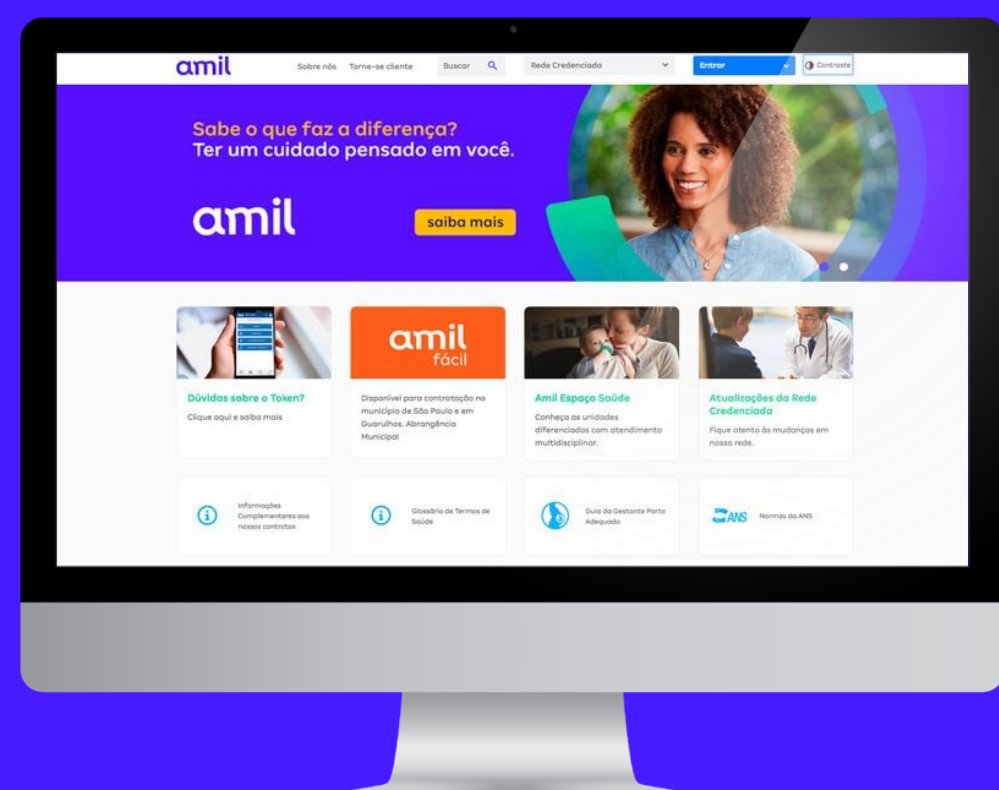 amil
Sobre nós
Torne-se cliente
Buscar
Rede Credenciada
Entrar
Contraste
Sabe o que faz a diferença?
Ter um cuidado pensado em você.
amil
saiba mais
Dúvidas sobre o Token?
Clique aqui e saiba mais
amil
fácil
Disponível para contratação no
município de São Paulo e em
Guarulhos, Abrangência
Municipal
Amil Espaço Saúde
Conheça as unidades
diferenciadas com atendimento
multidisciplinar.
Atualizações da Rede
Credenciada
Fique atento às mudanças em
nossa rede.
Informações
Complementares aos
nossos contratos
Glossário de Termos de
Saúde
Guia da Gestante Parto
Adequado
ANS
Normas da ANS